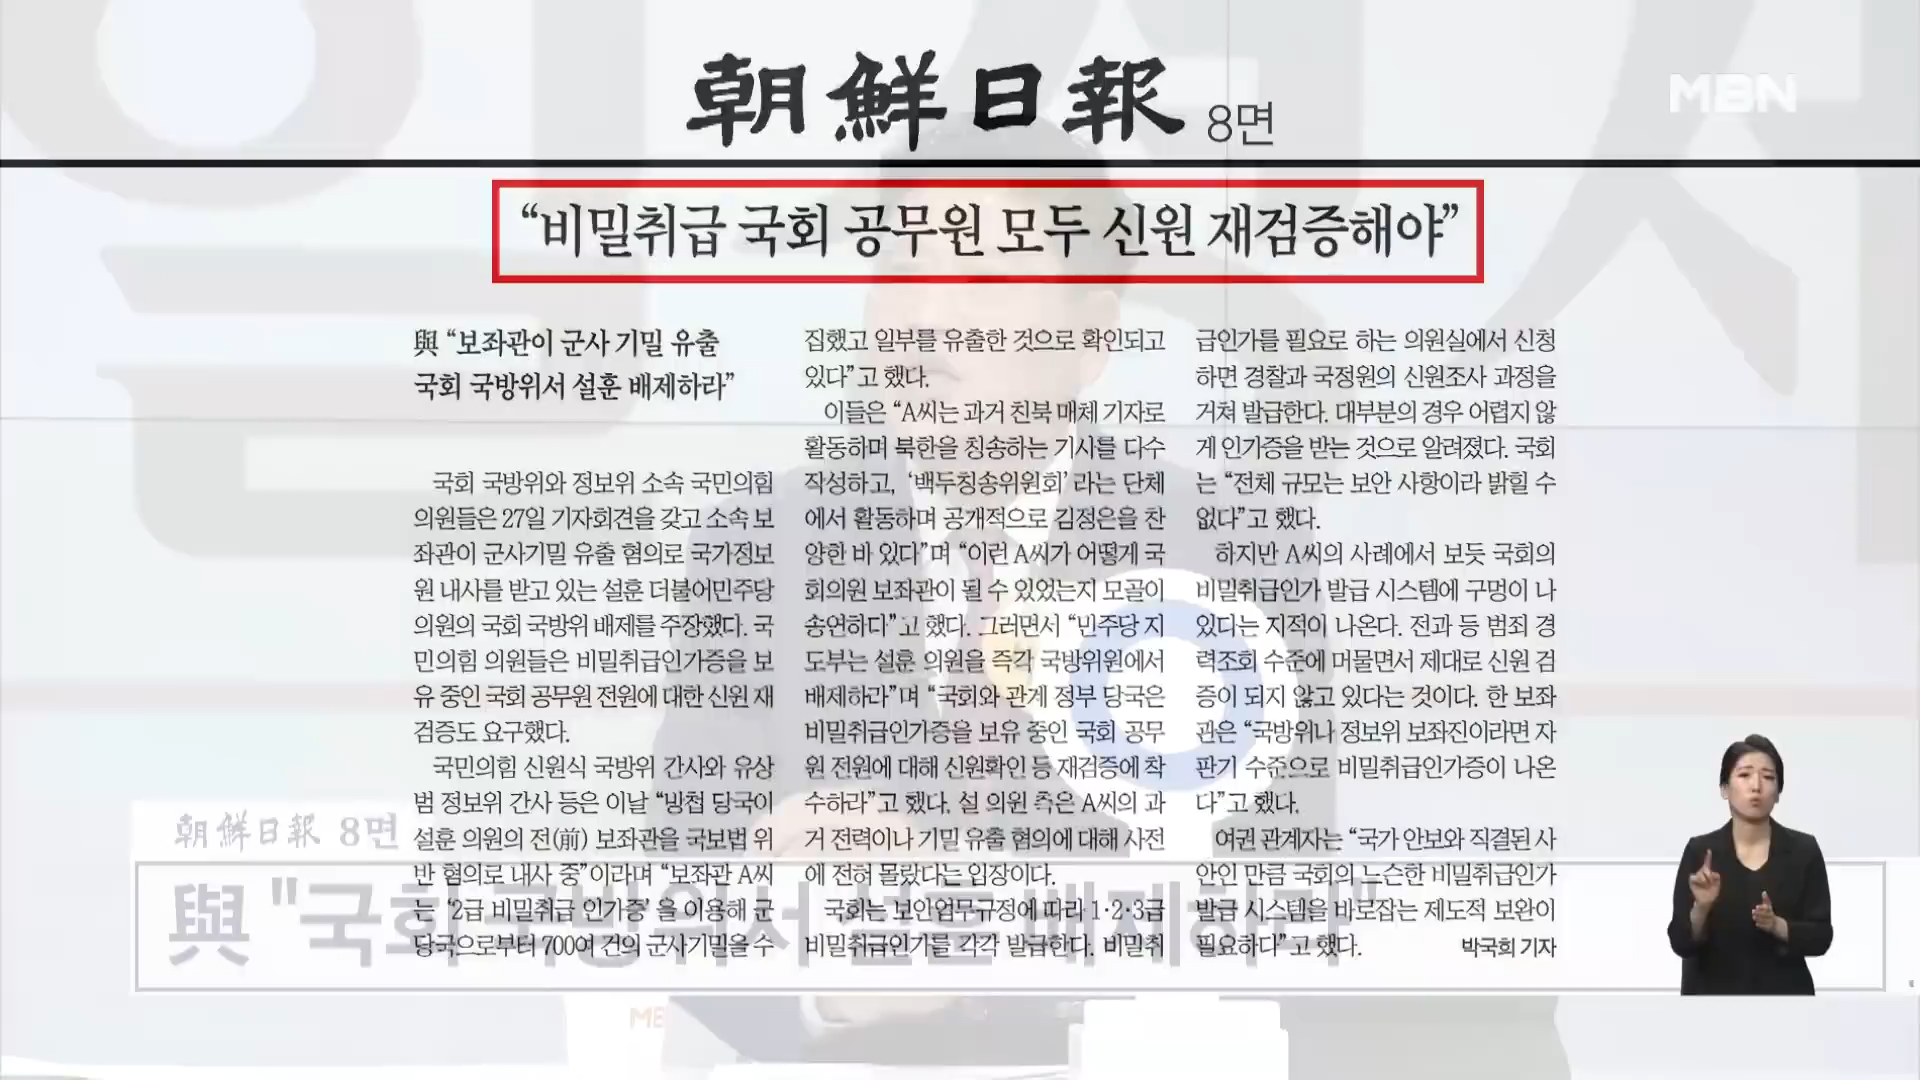 朝鮮日報 8면
MBN
“비밀취급 국회 공무원 모두 신원 재검증해야”
與 “보좌관이 군사 기밀 유출
국회 국방위서 설훈 배제하라”
국회 국방위와 정보위 소속 국민의힘
의원들은 27일 기자회견을 갖고 소속 보
좌관이 군사기밀 유출 혐의로 국가정보
원 내사를 받고 있는 설훈 더불어민주당
의원의 국회 국방위 배제를 주장했다. 국
민의힘 의원들은 비밀취급인가증을 보
유 중인 국회 공무원 전원에 대한 신원 재
검증도 요구했다.
국민의힘 신원식 국방위 간사와 유상
범 정보위 간사 등은 이날 “방첩 당국이
설훈 의원의 전(前) 보좌관을 국보법 위
반 혐의로 내사 중”이라며 “보좌관 A씨
는 ‘2급 비밀취급 인가증’을 이용해 군
당국으로부터 700여 건의 군사기밀을 수
집했고 일부를 유출한 것으로 확인되고
있다”고 했다.
이들은 “A씨는 과거 친북 매체 기자로
활동하며 북한을 칭송하는 기사를 다수
작성하고, ‘백두칭송위원회’라는 단체
에서 활동하며 공개적으로 김정은을 찬
양한 바 있다”며 “이런 A씨가 어떻게 국
회의원 보좌관이 될 수 있었는지 모골이
송연하다”고 했다. 그러면서 “민주당 지
도부는 설훈 의원을 즉각 국방위원에서
배제하라”며 “국회와 관계 정부 당국은
비밀취급인가증을 보유 중인 국회 공무
원 전원에 대해 신원확인 등 재검증에 착
수하라”고 했다. 설 의원 측은 A씨의 과
거 전력이나 기밀 유출 혐의에 대해 사전
에 전혀 몰랐다는 입장이다.
국회는 보안업무규정에 따라 1·2·3급
비밀취급인가를 각각 발급한다. 비밀취
급인가를 필요로 하는 의원실에서 신청
하면 경찰과 국정원의 신원조사 과정을
거쳐 발급한다. 대부분의 경우 어렵지 않
게 인가증을 받는 것으로 알려졌다. 국회
는 “전체 규모는 보안 사항이라 밝힐 수
없다”고 했다.
하지만 A씨의 사례에서 보듯 국회의
비밀취급인가 발급 시스템에 구멍이 나
있다는 지적이 나온다. 전과 등 범죄 경
력조회 수준에 머물면서 제대로 신원 검
증이 되지 않고 있다는 것이다. 한 보좌
관은 “국방위나 정보위 보좌진이라면 자
판기 수준으로 비밀취급인가증이 나온
다”고 했다.
여권 관계자는 “국가 안보와 직결된 사
안인 만큼 국회의 느슨한 비밀취급인가
발급 시스템을 바로잡는 제도적 보완이
필요하다”고 했다.
박국희 기자
朝鮮日報 8면
與 "국회 국방위서 설훈 배제하라"